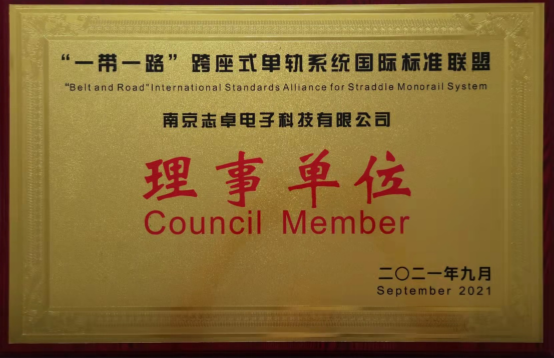 “一带一路”跨座式单轨系统国际标准联盟
"Belt and Road" International Standards Alliance for Straddle Monorail System
南京志卓电子科技有限公司
理事单位
Council Member
二〇二一年九月
September 2021